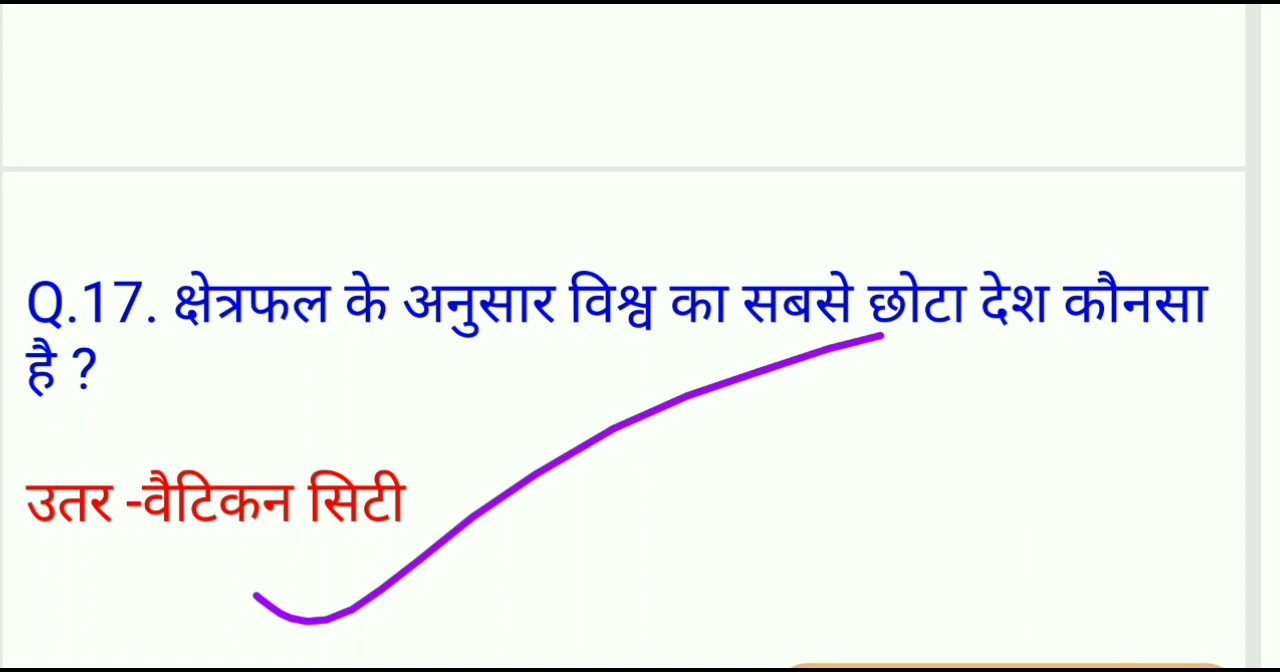 Q.17. क्षेत्रफल के अनुसार विश्व का सबसे छोटा देश कौनसा
है ?
उतर -वैटिकन सिटी